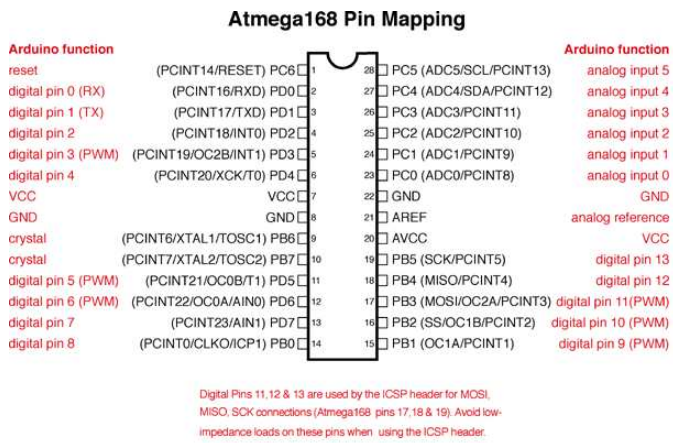 Atmega168 Pin Mapping
Arduino function Arduino function
reset (PCINT14/RESET) PC6 1 28 PC5 (ADC5/SCL/PCINT13) analog input 5
digital pin 0 (RX) (PCINT16/RXD) PD0 2 27 PC4 (ADC4/SDA/PCINT12) analog input 4
digital pin 1 (TX) (PCINT17/TXD) PD1 3 26 PC3 (ADC3/PCINT11) analog input 3
digital pin 2 (PCINT18/INT0) PD2 4 25 PC2 (ADC2/PCINT10) analog input 2
digital pin 3 (PWM) (PCINT19/OC2B/INT1) PD3 5 24 PC1 (ADC1/PCINT9) analog input 1
digital pin 4 (PCINT20/XCK/T0) PD4 6 23 PC0 (ADC0/PCINT8) analog input 0
VCC VCC 7 22 GND GND
GND GND 8 21 AREF analog reference
crystal (PCINT6/XTAL1/TOSC1) PB6 9 20 AVCC VCC
crystal (PCINT7/XTAL2/TOSC2) PB7 10 19 PB5 (SCK/PCINT5) digital pin 13
digital pin 5 (PWM) (PCINT21/OC0B/T1) PD5 11 18 PB4 (MISO/PCINT4) digital pin 12
digital pin 6 (PWM) (PCINT22/OC0A/AIN0) PD6 12 17 PB3 (MOSI/OC2A/PCINT3) digital pin 11(PWM)
digital pin 7 (PCINT23/AIN1) PD7 13 16 PB2 (SS/OC1B/PCINT2) digital pin 10 (PWM)
digital pin 8 (PCINT0/CLKO/ICP1) PB0 14 15 PB1 (OC1A/PCINT1) digital pin 9 (PWM)
Digital Pins 11,12 & 13 are used by the ICSP header for MOSI,
MISO, SCK connections (Atmega168 pins 17,18 & 19). Avoid low-
impedance loads on these pins when using the ICSP header.